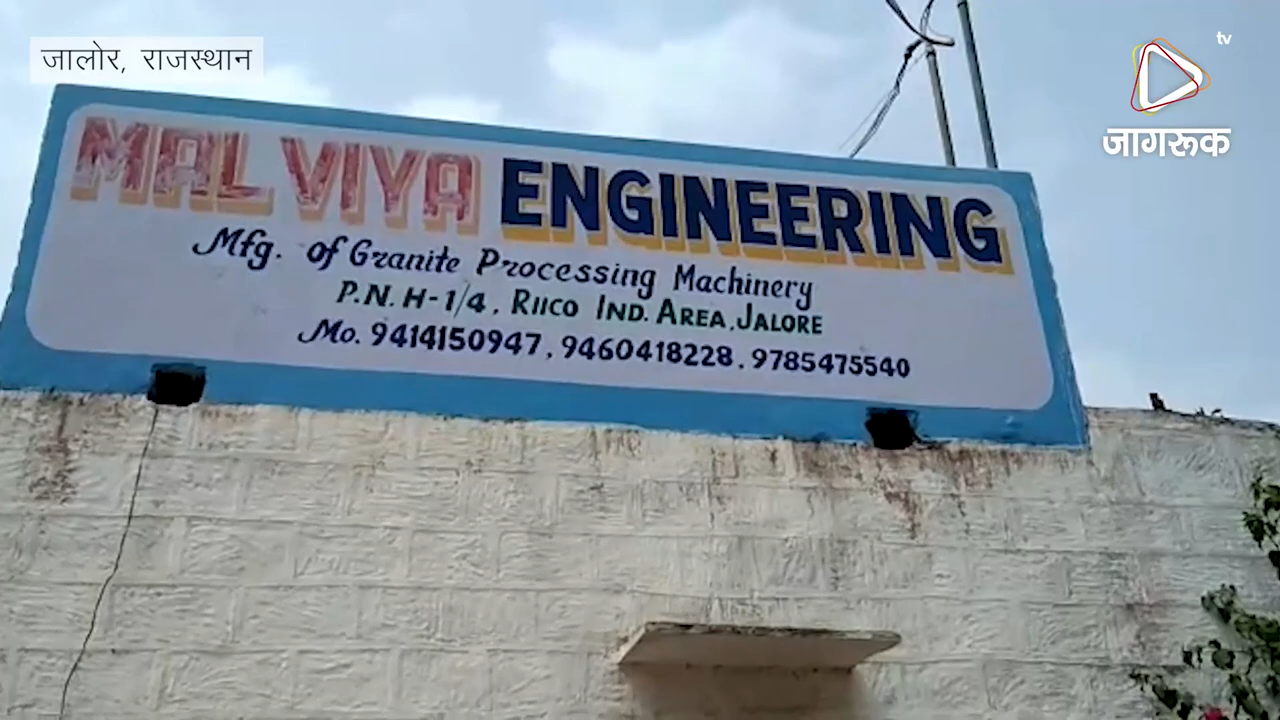 जालोर, राजस्थान
tv
जागरूक
MALVIYA ENGINEERING
Mfg. of Granite Processing Machinery
P.N. H-1/4, RIICO IND. AREA, JALORE
Mo. 9414150947, 9460418228, 9785475540